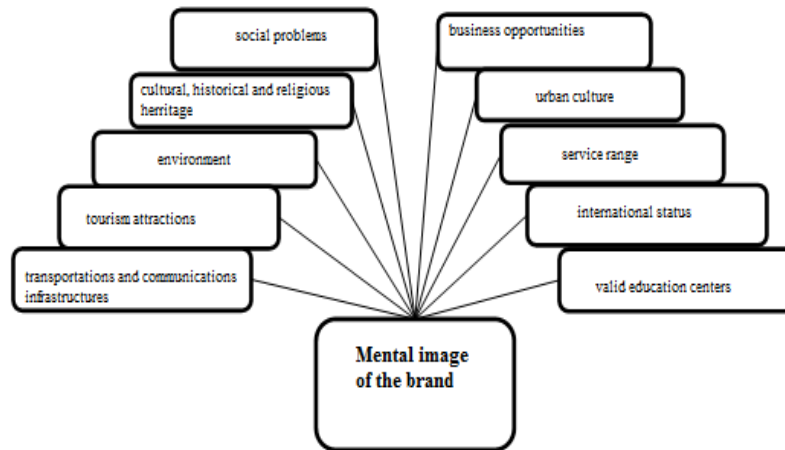 social problems
business opportunities
cultural, historical and religious
herritage
urban culture
environment
service range
tourism attractions
international status
transportations and communications
infrastructures
valid education centers
Mental image
of the brand